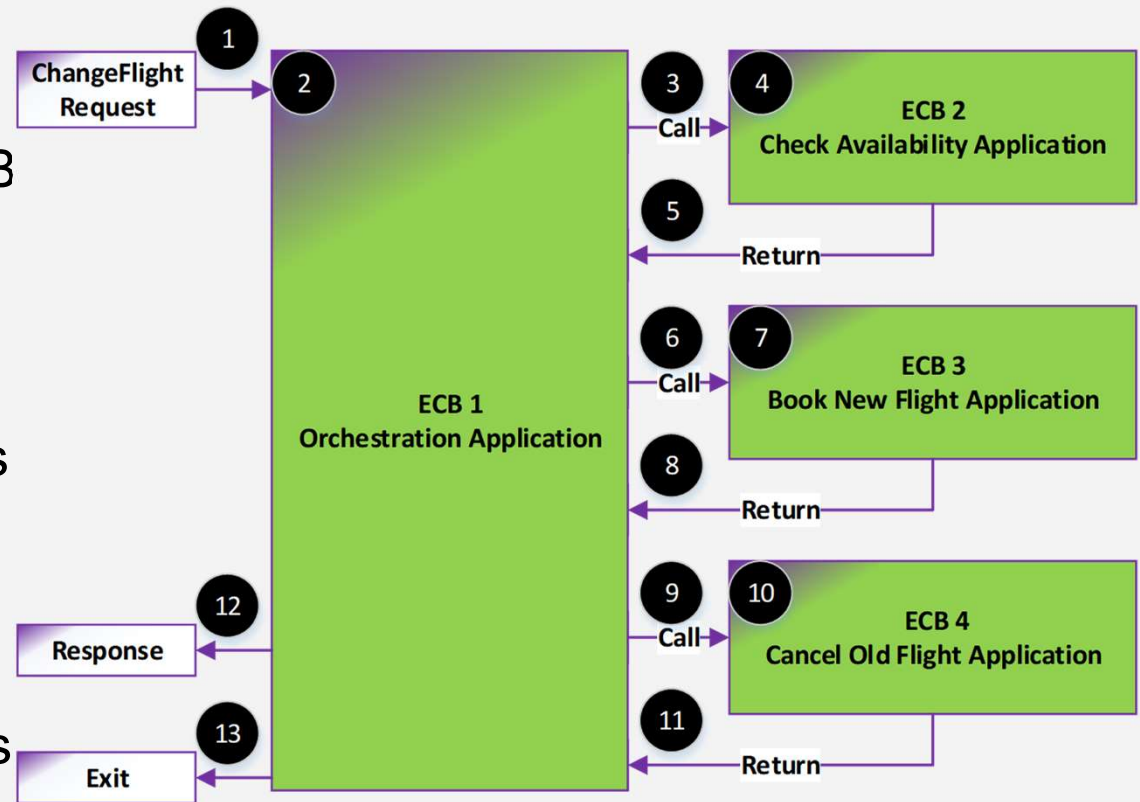 1
ChangeFlight
Request
2
3
Call
4
ECB 2
Check Availability Application
5
Return
6
Call
7
ECB 3
Book New Flight Application
8
Return
ECB 1
Orchestration Application
9
Call
10
ECB 4
Cancel Old Flight Application
11
Return
12
Response
13
Exit